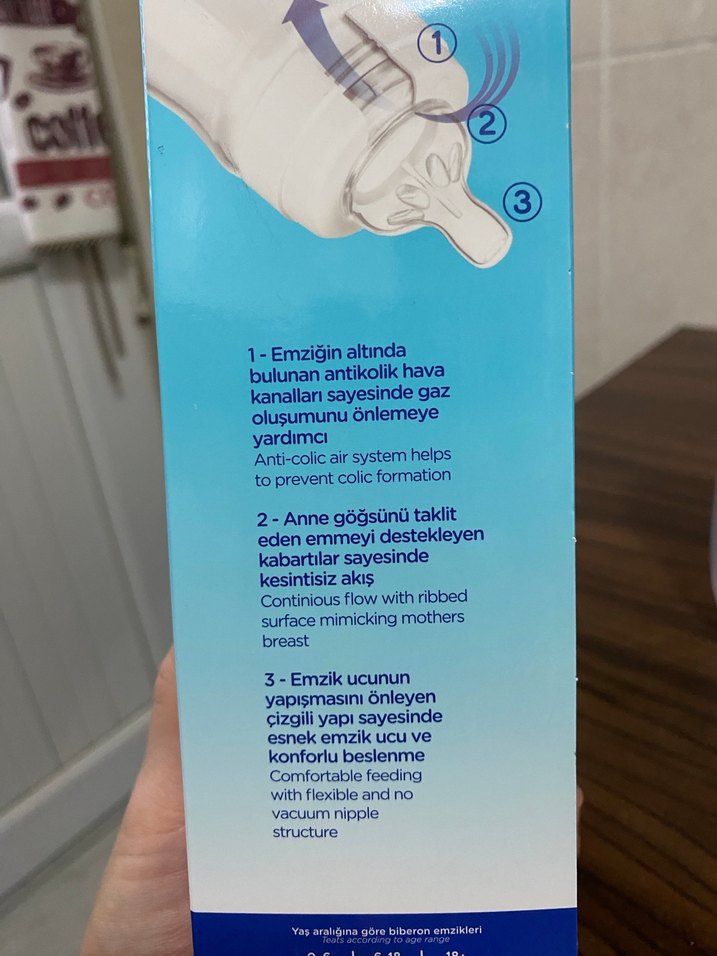 1
2
3
1 - Emziğin altında
bulunan antikolik hava
kanalları sayesinde gaz
oluşumunu önlemeye
yardımcı
Anti-colic air system helps
to prevent colic formation
2 - Anne göğsünü taklit
eden emmeyi destekleyen
kabartılar sayesinde
kesintisiz akış
Continious flow with ribbed
surface mimicking mothers
breast
3 - Emzik ucunun
yapışmasını önleyen
çizgili yapı sayesinde
esnek emzik ucu ve
konforlu beslenme
Comfortable feeding
with flexible and no
vacuum nipple
structure
Yaş aralığına göre biberon emzikleri
Teats according to age range